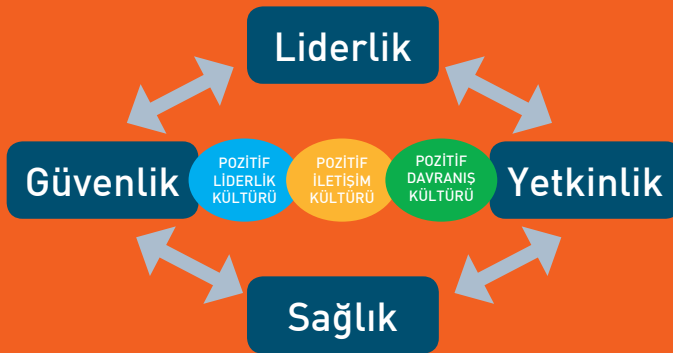 Liderlik
Güvenlik
POZİTİF
LİDERLİK
KÜLTÜRÜ
POZİTİF
İLETİŞİM
KÜLTÜRÜ
POZİTİF
DAVRANIŞ
KÜLTÜRÜ
Yetkinlik
Sağlık